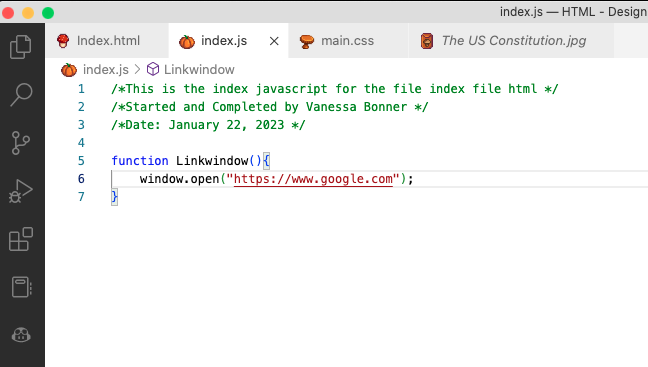 index.js — HTML - Design
Index.html
index.js
main.css
The US Constitution.jpg
index.js > Linkwindow
1 /*This is the index javascript for the file index file html */
2 /*Started and Completed by Vanessa Bonner */
3 /*Date: January 22, 2023 */
4
5 function Linkwindow(){
6 window.open("https://www.google.com");
7 }